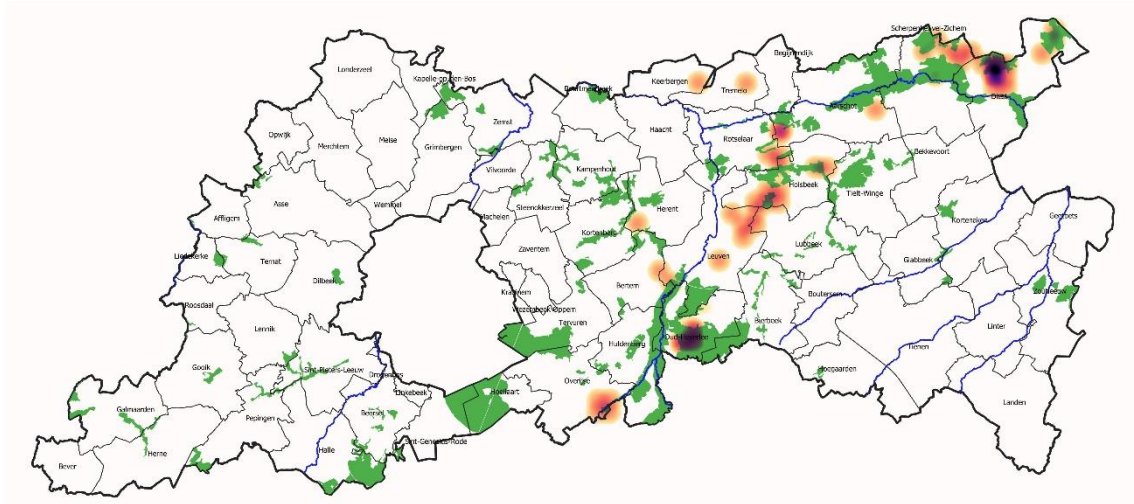 Scherpenheuvel-Zichem
Begijnendijk
Londerzeel
Kapelle-op-den-Bos
Keerbergen
Tremelo
Diest
Aarschot
Zemst
Haacht
Opwijk
Merchtem
Meise
Grimbergen
Rotselaar
Bekkevoort
Vilvoorde
Kampenhout
Holsbeek
Tielt-Winge
Asse
Wemmel
Steenokkerzeel
Herent
Affligem
Machelen
Kortenaken
Geetbets
Kortenberg
Lubbeek
Zaventem
Leuven
Glabbeek
Liedekerke
Ternat
Dilbeek
Bertem
Kraainem
Boutersem
Zoutleeuw
Roosdaal
Wezembeek-Oppem
Tervuren
Bierbeek
Linter
Lennik
Huldenberg
Oud-Heverlee
Tienen
Gooik
Sint-Pieters-Leeuw
Drogenbos
Hoegaarden
Overijse
Linkebeek
Hoeilaart
Landen
Galmaarden
Pepingen
Beersel
Sint-Genesius-Rode
Herne
Halle
Bever